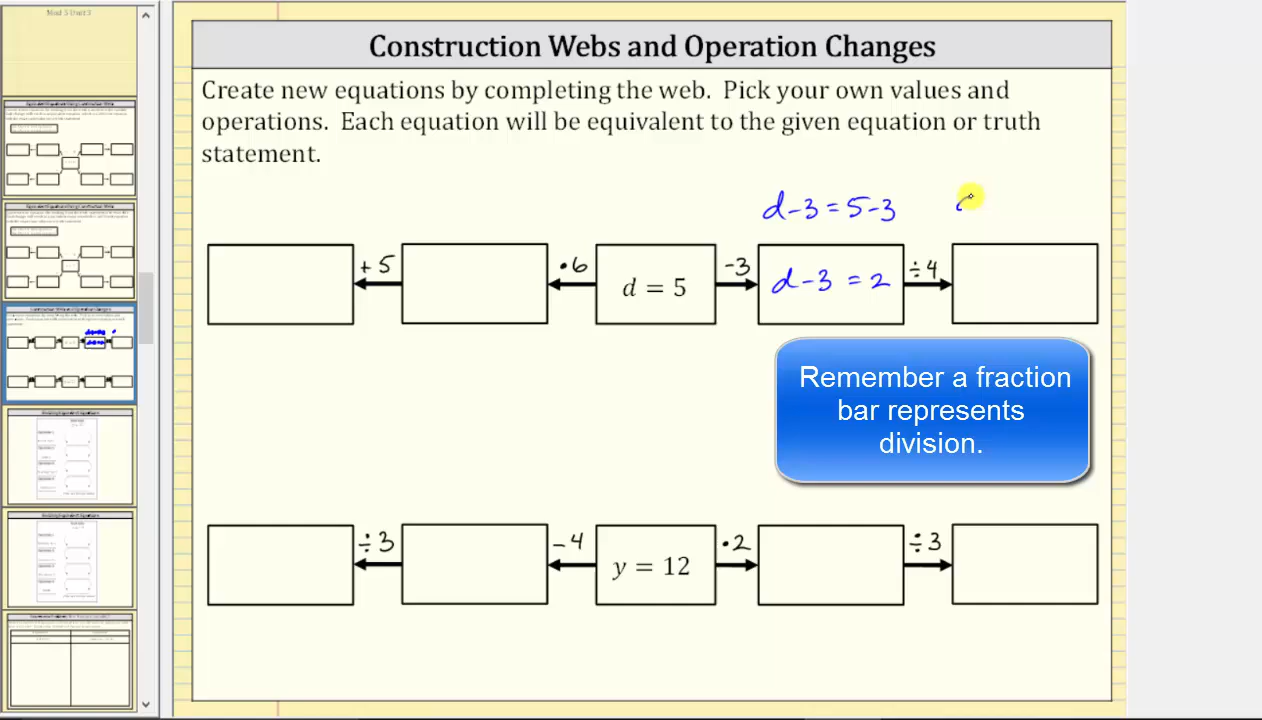 Construction Webs and Operation Changes
Create new equations by completing the web. Pick your own values and
operations. Each equation will be equivalent to the given equation or truth
statement.
d-3 = 5-3
+5
·6
d = 5
-3
d-3 = 2
÷4
Remember a fraction
bar represents
division.
÷3
-4
y = 12
·2
÷3